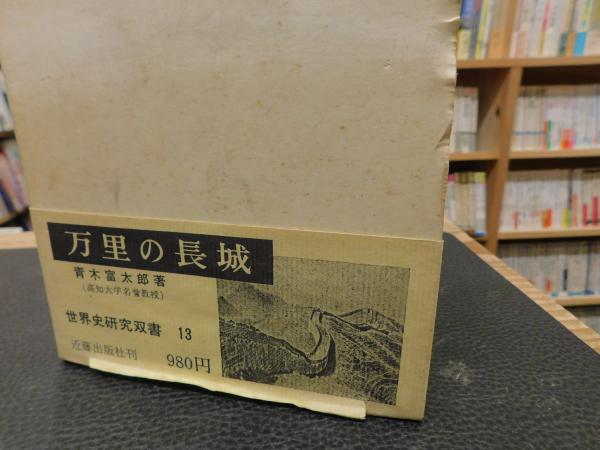 万里の長城
青木富太郎著
(高知大学名誉教授)
世界史研究双書 13
近藤出版社刊
980円